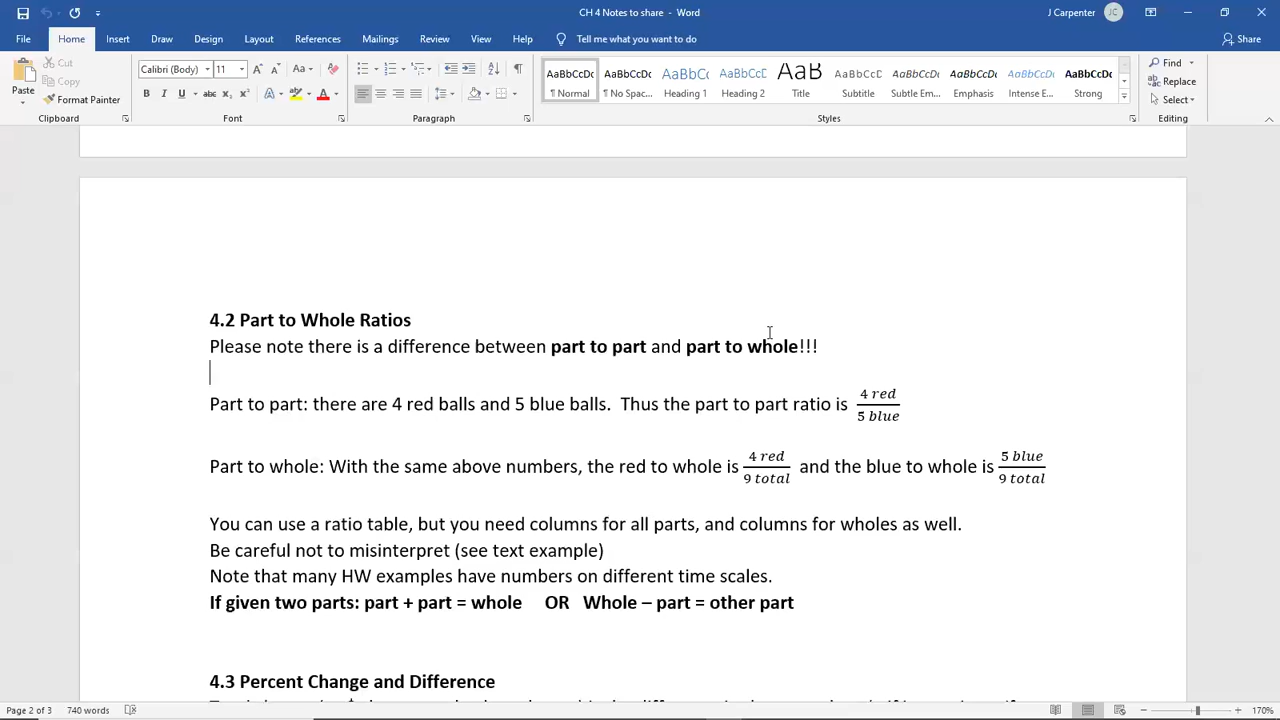 CH 4 Notes to share - Word
J Carpenter JC
File Home Insert Draw Design Layout References Mailings Review View Help Tell me what you want to do Share
Paste
Cut
Copy
Format Painter
Clipboard
Calibri (Body) 11
Font
Paragraph
AaBbCcDc AaBbCcDc AaBbCc AaBbCcD AaB AaBbCcD AaBbCcDc AaBbCcDc AaBbCcDc AaBbCcDc
¶ Normal ¶ No Spac... Heading 1 Heading 2 Title Subtitle Subtle Em... Emphasis Intense E... Strong
Styles
Find
Replace
Select
Editing
4.2 Part to Whole Ratios
Please note there is a difference between part to part and part to whole!!!
Part to part: there are 4 red balls and 5 blue balls.  Thus the part to part ratio is 4 red / 5 blue
Part to whole: With the same above numbers, the red to whole is 4 red / 9 total and the blue to whole is 5 blue / 9 total
You can use a ratio table, but you need columns for all parts, and columns for wholes as well.
Be careful not to misinterpret (see text example)
Note that many HW examples have numbers on different time scales.
If given two parts: part + part = whole    OR   Whole – part = other part
4.3 Percent Change and Difference
Page 2 of 3 740 words 170%